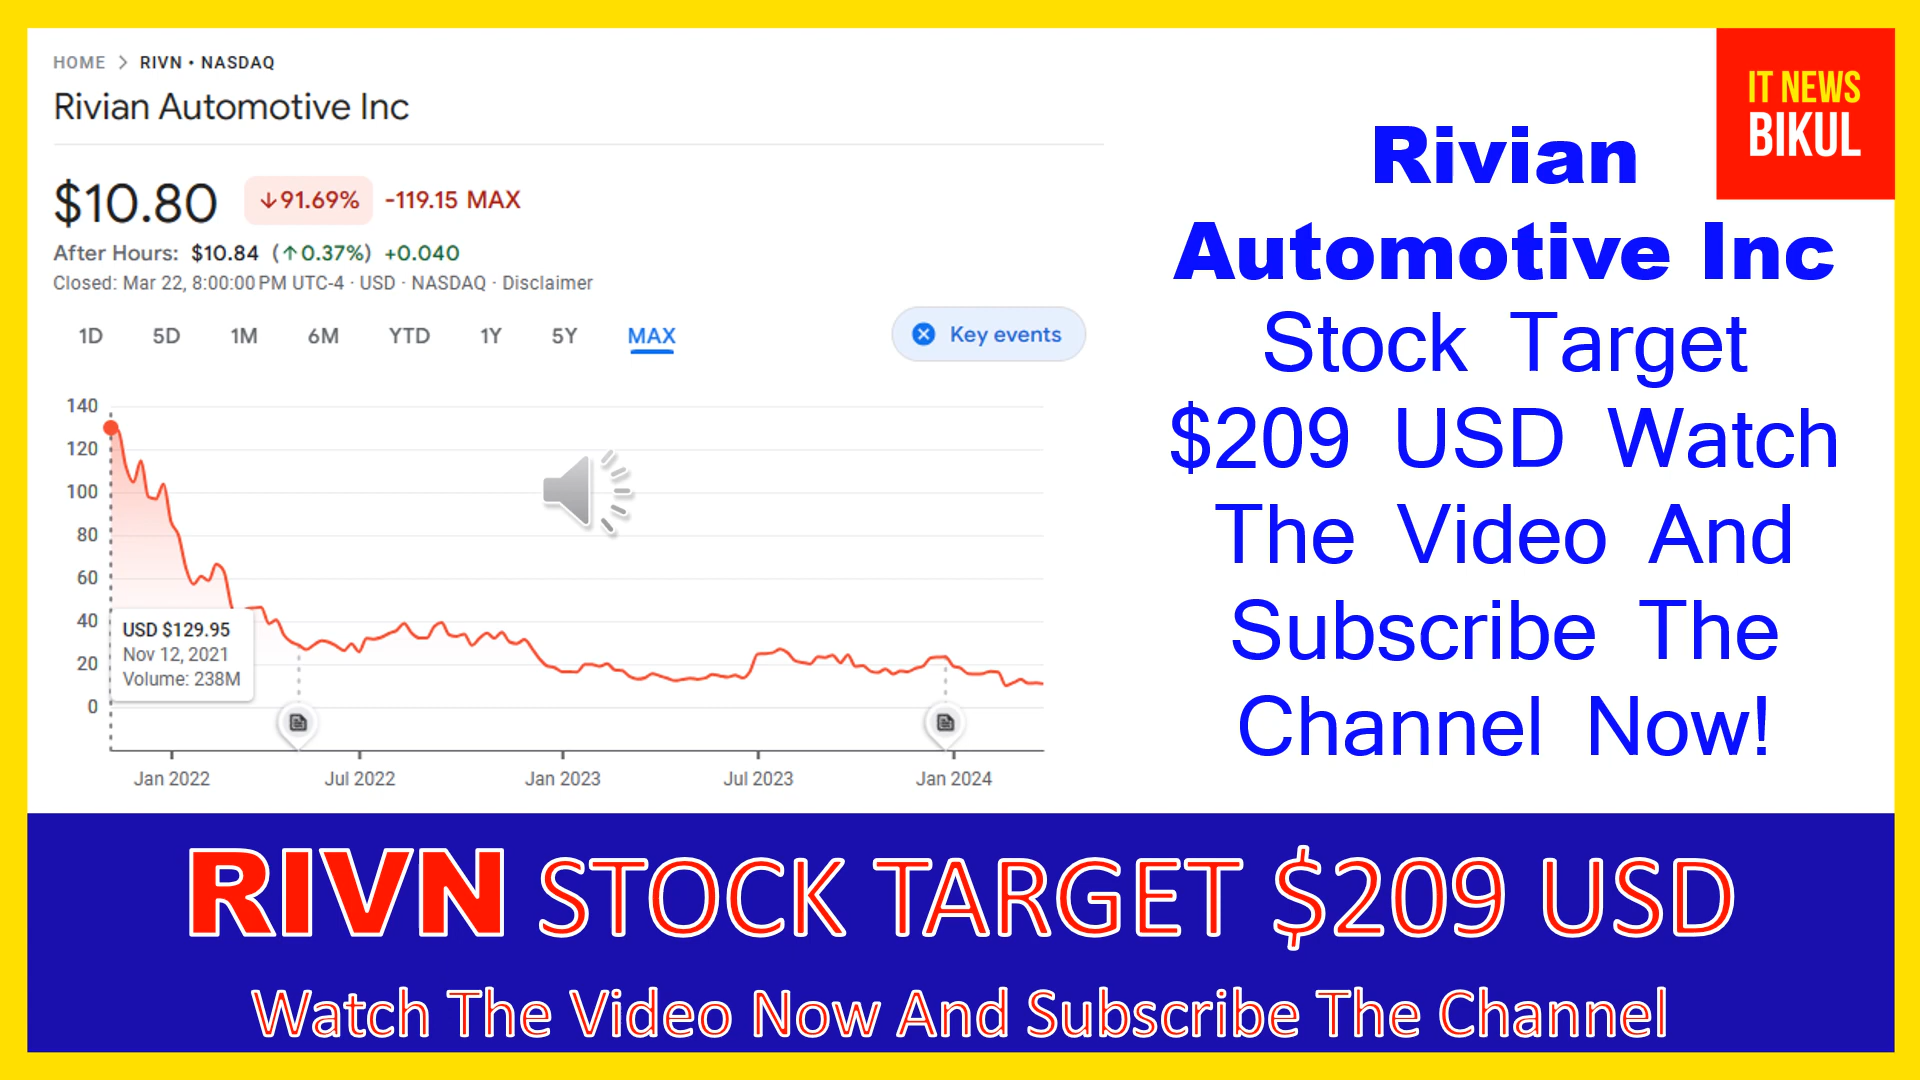 HOME > RIVN • NASDAQ
Rivian Automotive Inc
$10.80 ↓91.69% -119.15 MAX
After Hours: $10.84 (↑0.37%) +0.040
Closed: Mar 22, 8:00:00 PM UTC-4 · USD · NASDAQ · Disclaimer
1D 5D 1M 6M YTD 1Y 5Y MAX
Key events
140
120
100
80
60
40
20
0
USD $129.95
Nov 12, 2021
Volume: 238M
Jan 2022 Jul 2022 Jan 2023 Jul 2023 Jan 2024
IT NEWS
BIKUL
Rivian
Automotive Inc
Stock Target
$209 USD Watch
The Video And
Subscribe The
Channel Now!
RIVN STOCK TARGET $209 USD
Watch The Video Now And Subscribe The Channel